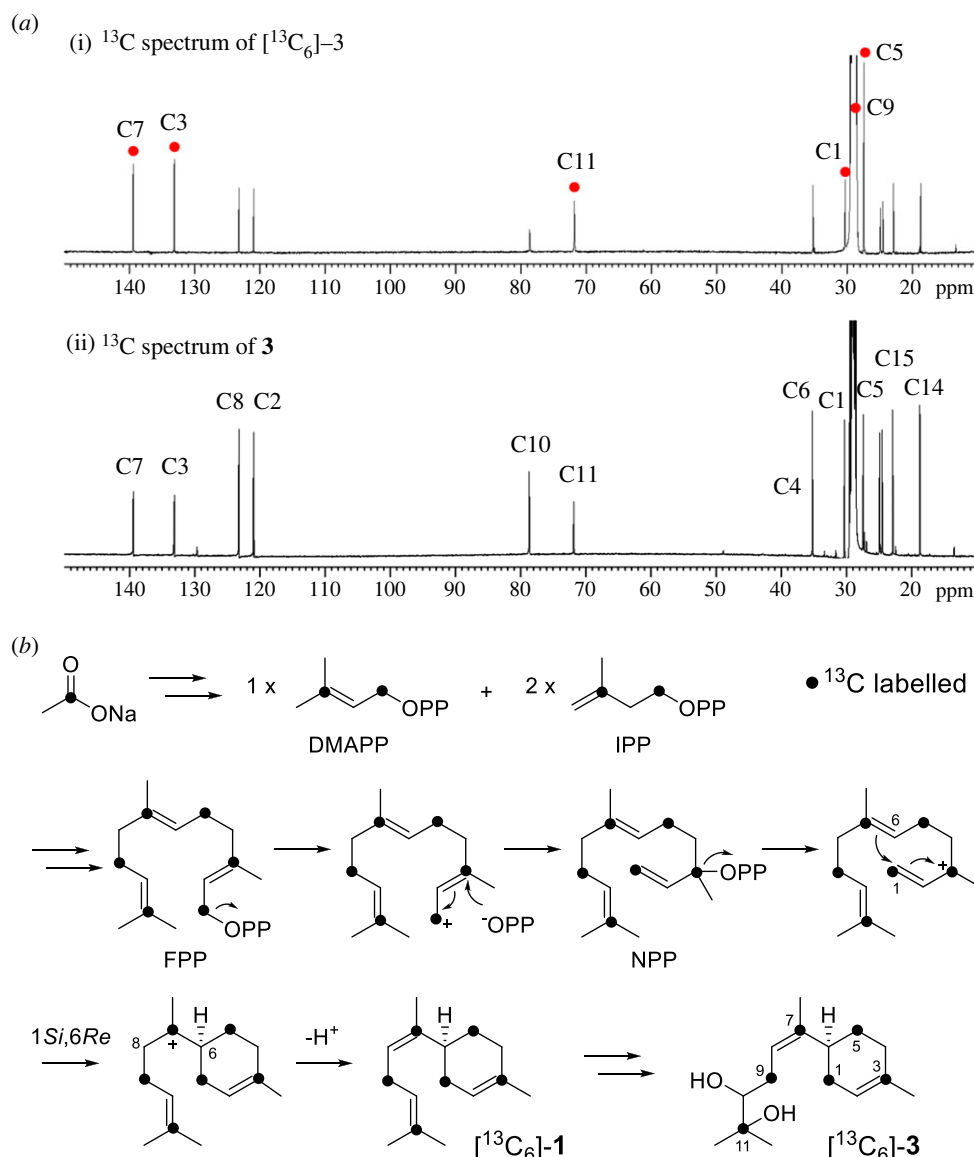 (a)
(i) ¹³C spectrum of [¹³C₆]–3
C5
C7 C3 C9
C11 C1
140 130 120 110 100 90 80 70 60 50 40 30 20 ppm
(ii) ¹³C spectrum of 3
C15
C8 C2 C6 C1 C5 C14
C10
C7 C3 C11 C4
140 130 120 110 100 90 80 70 60 50 40 30 20 ppm
(b)
O
ONa
1 x
OPP
DMAPP
+
2 x
OPP
IPP
¹³C labelled
OPP
FPP
+
⁻OPP
OPP
NPP
6
+
1
1Si,6Re
8
+
H
6
-H⁺
H
[¹³C₆]-1
7
H
5
9
1
3
HO
OH
11
[¹³C₆]-3